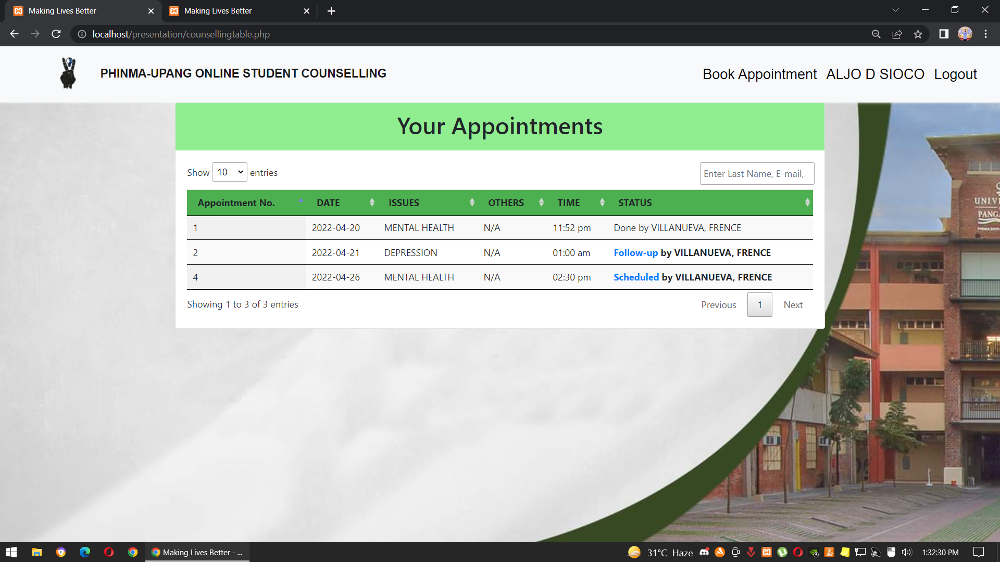 Making Lives Better
Making Lives Better
localhost/presentation/counsellingtable.php
PHINMA-UPANG ONLINE STUDENT COUNSELLING
Book Appointment ALJO D SIOCO Logout
Your Appointments
Show 10 entries
Enter Last Name, E-mail,
Appointment No. DATE ISSUES OTHERS TIME STATUS
1 2022-04-20 MENTAL HEALTH N/A 11:52 pm Done by VILLANUEVA, FRENCE
2 2022-04-21 DEPRESSION N/A 01:00 am Follow-up by VILLANUEVA, FRENCE
4 2022-04-26 MENTAL HEALTH N/A 02:30 pm Scheduled by VILLANUEVA, FRENCE
Showing 1 to 3 of 3 entries
Previous 1 Next
UNIV
PANGA
Making Lives Better - ...
31°C Haze
1:32:30 PM